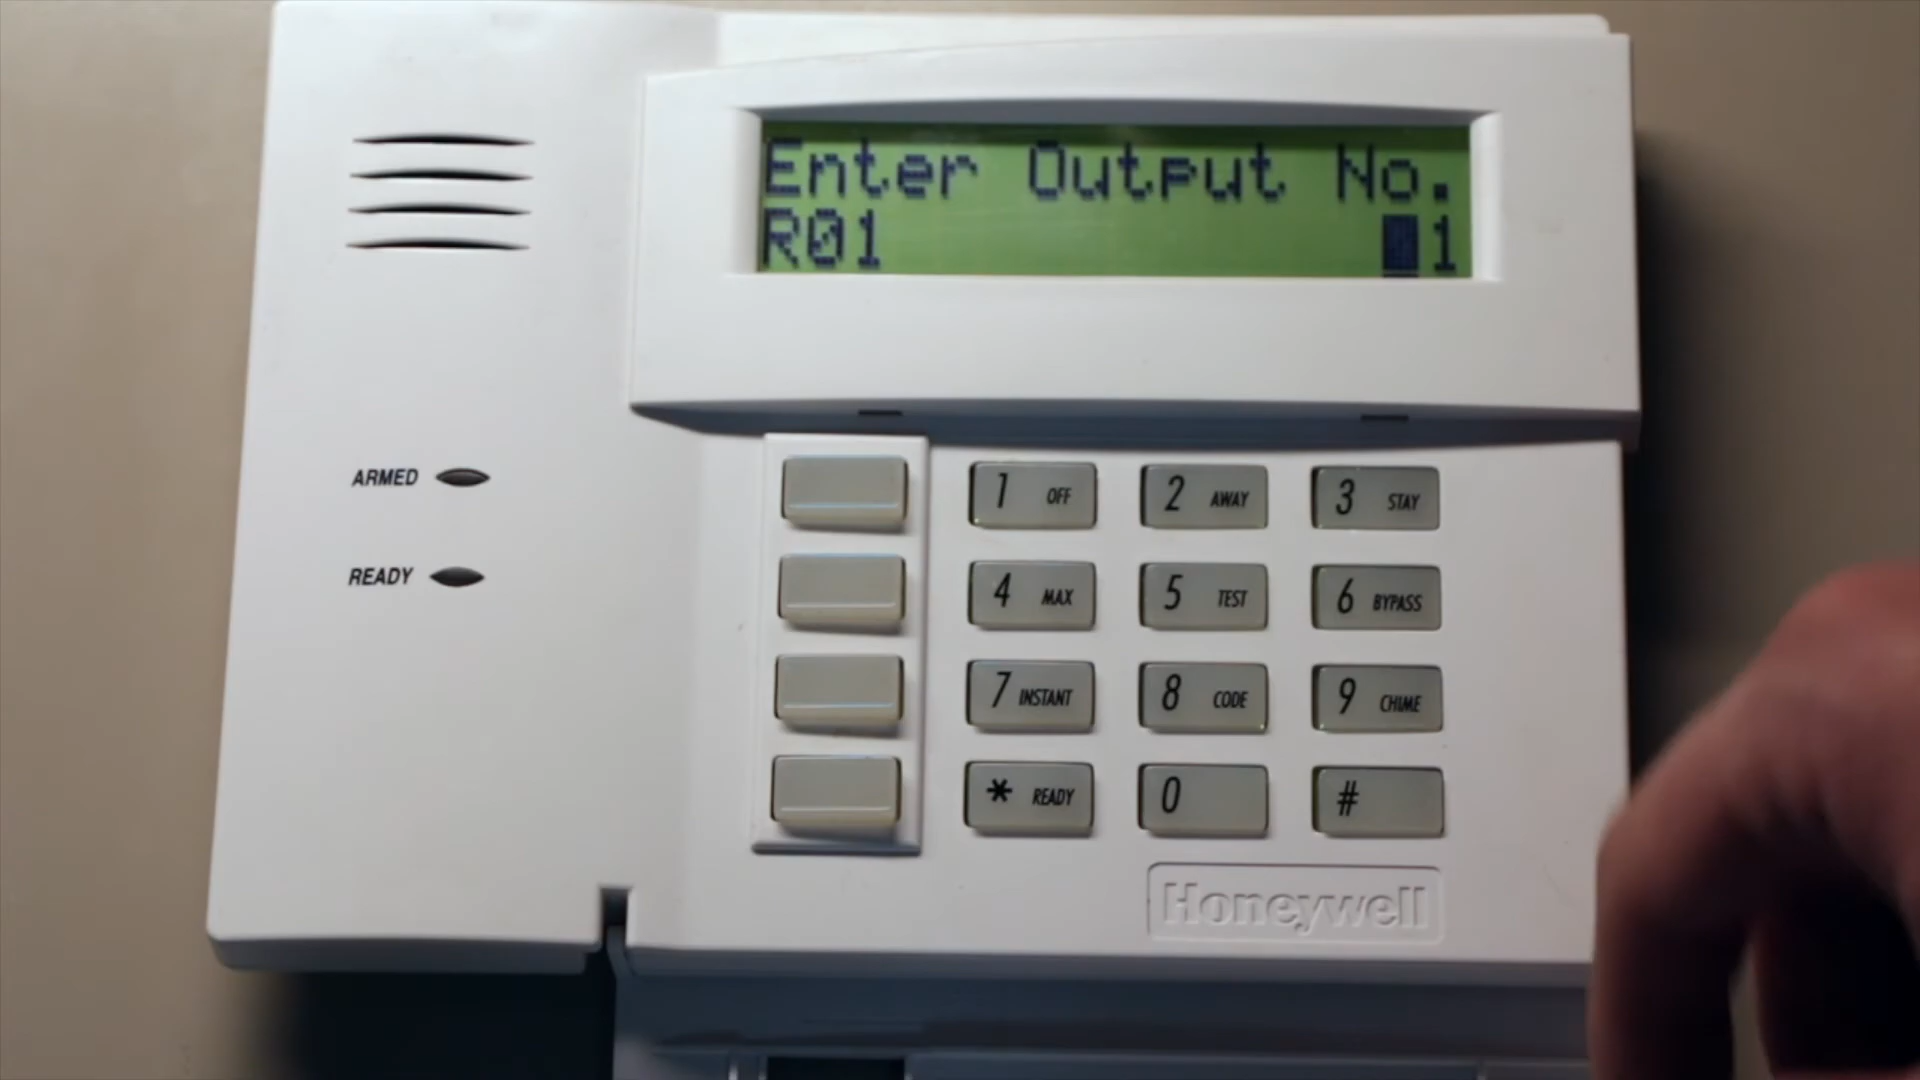 Enter Output No.
R01 1
ARMED
READY
1 OFF 2 AWAY 3 STAY
4 MAX 5 TEST 6 BYPASS
7 INSTANT 8 CODE 9 CHIME
* READY 0 #
Honeywell